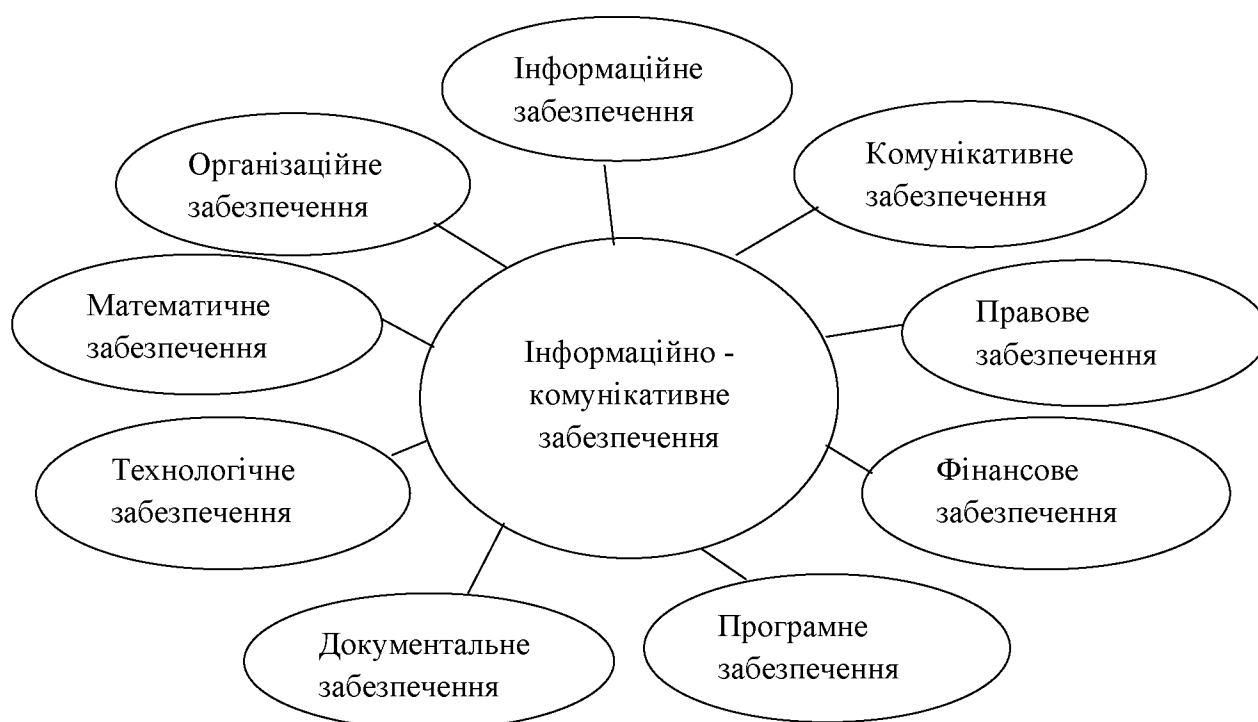 Інформаційне
забезпечення
Організаційне
забезпечення
Комунікативне
забезпечення
Математичне
забезпечення
Правове
забезпечення
Інформаційно -
комунікативне
забезпечення
Технологічне
забезпечення
Фінансове
забезпечення
Документальне
забезпечення
Програмне
забезпечення